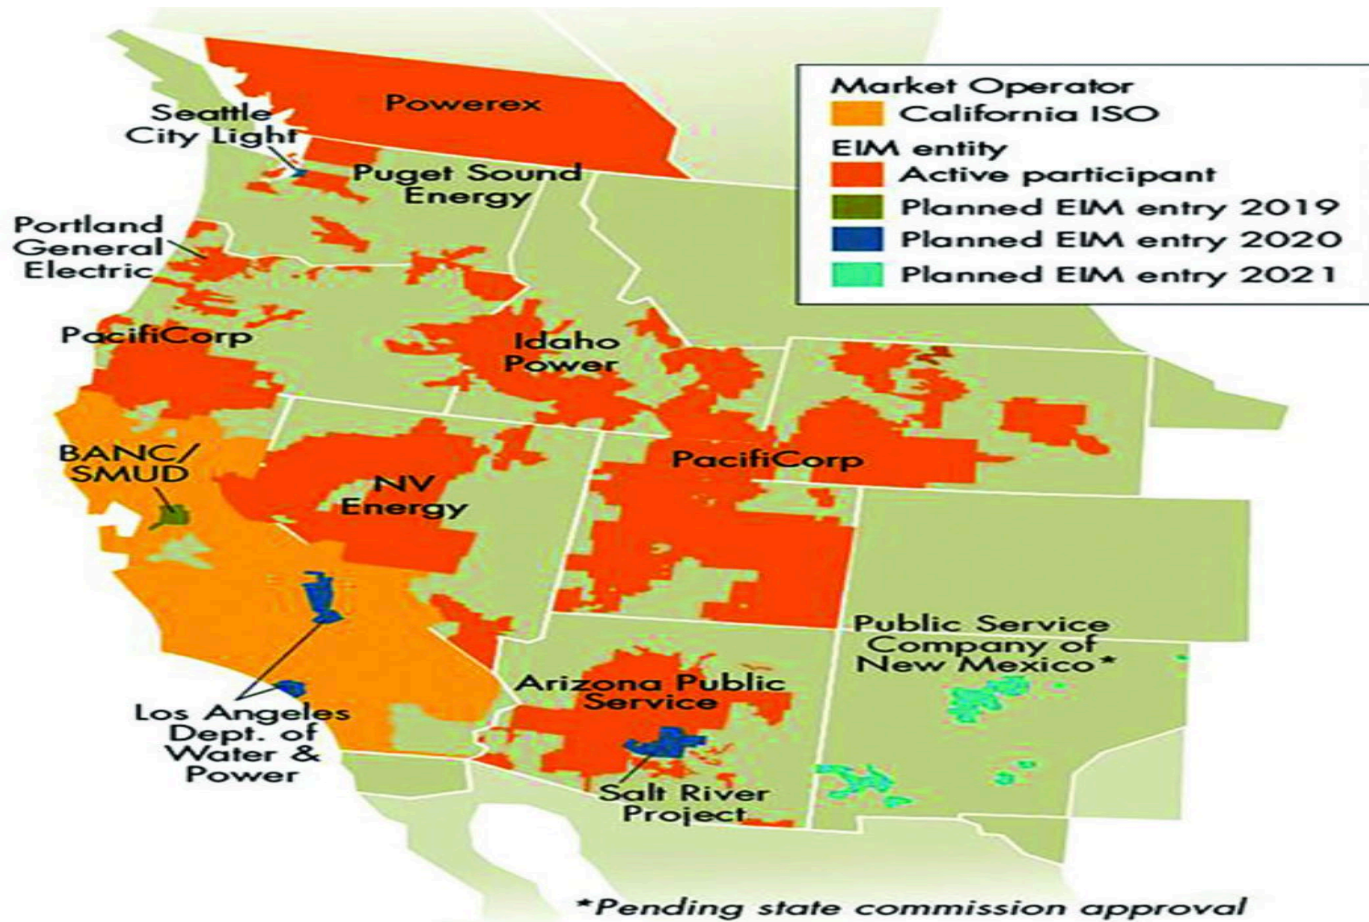 Market Operator
California ISO
EIM entity
Active participant
Planned EIM entry 2019
Planned EIM entry 2020
Planned EIM entry 2021
Powerex
Seattle
City Light
Puget Sound
Energy
Portland
General
Electric
PacifiCorp
Idaho
Power
BANC/
SMUD
NV
Energy
PacifiCorp
Public Service
Company of
New Mexico*
Arizona Public
Service
Los Angeles
Dept. of
Water &
Power
Salt River
Project
*Pending state commission approval